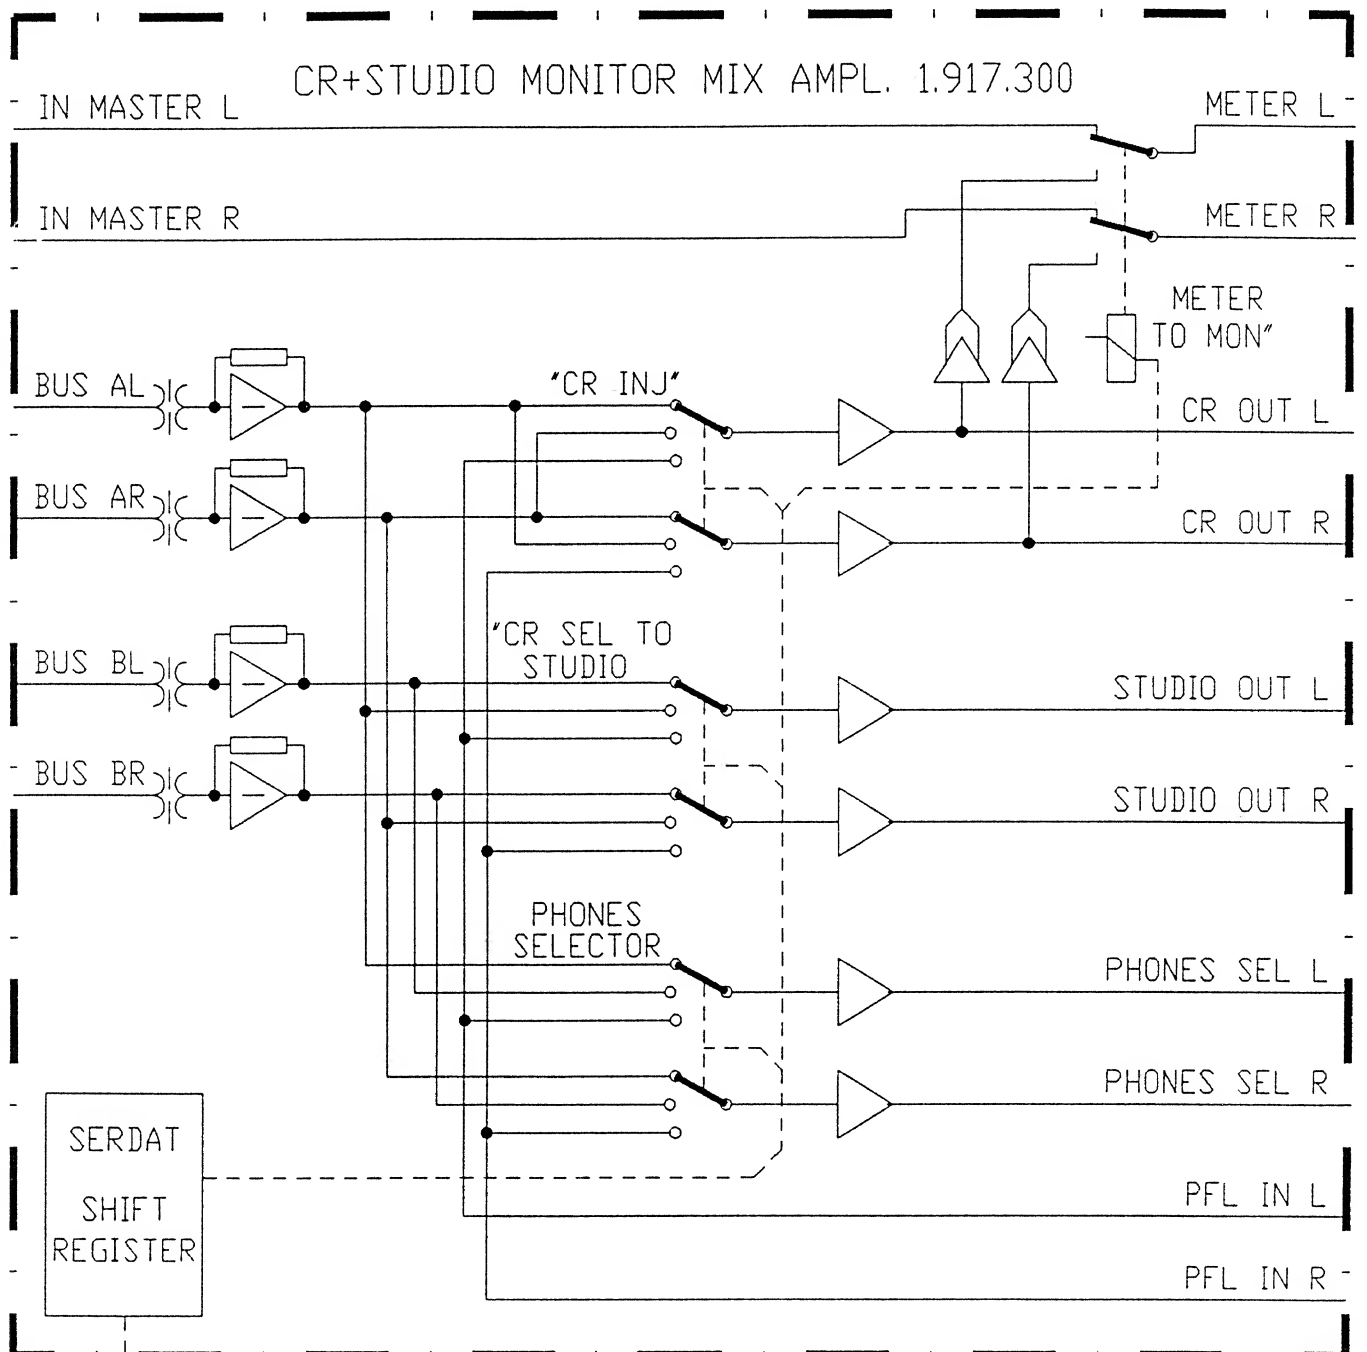 CR+STUDIO MONITOR MIX AMPL. 1.917.300
IN MASTER L
METER L
IN MASTER R
METER R
METER
TO MON"
BUS AL
"CR INJ"
CR OUT L
BUS AR
CR OUT R
"CR SEL TO
STUDIO
BUS BL
STUDIO OUT L
BUS BR
STUDIO OUT R
PHONES
SELECTOR
PHONES SEL L
PHONES SEL R
SERDAT
SHIFT
REGISTER
PFL IN L
PFL IN R